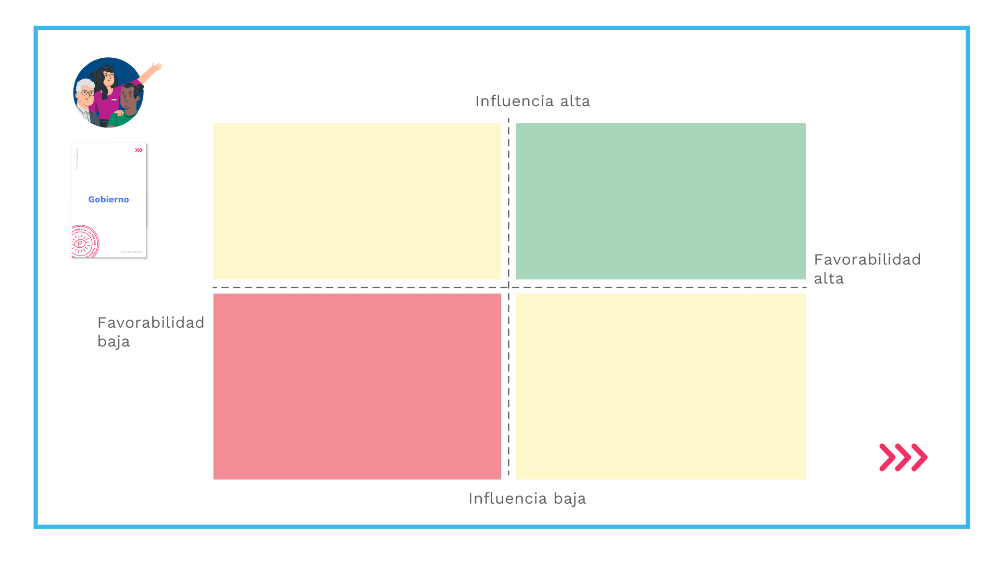 Influencia alta
Gobierno
Favorabilidad
alta
Favorabilidad
baja
Influencia baja